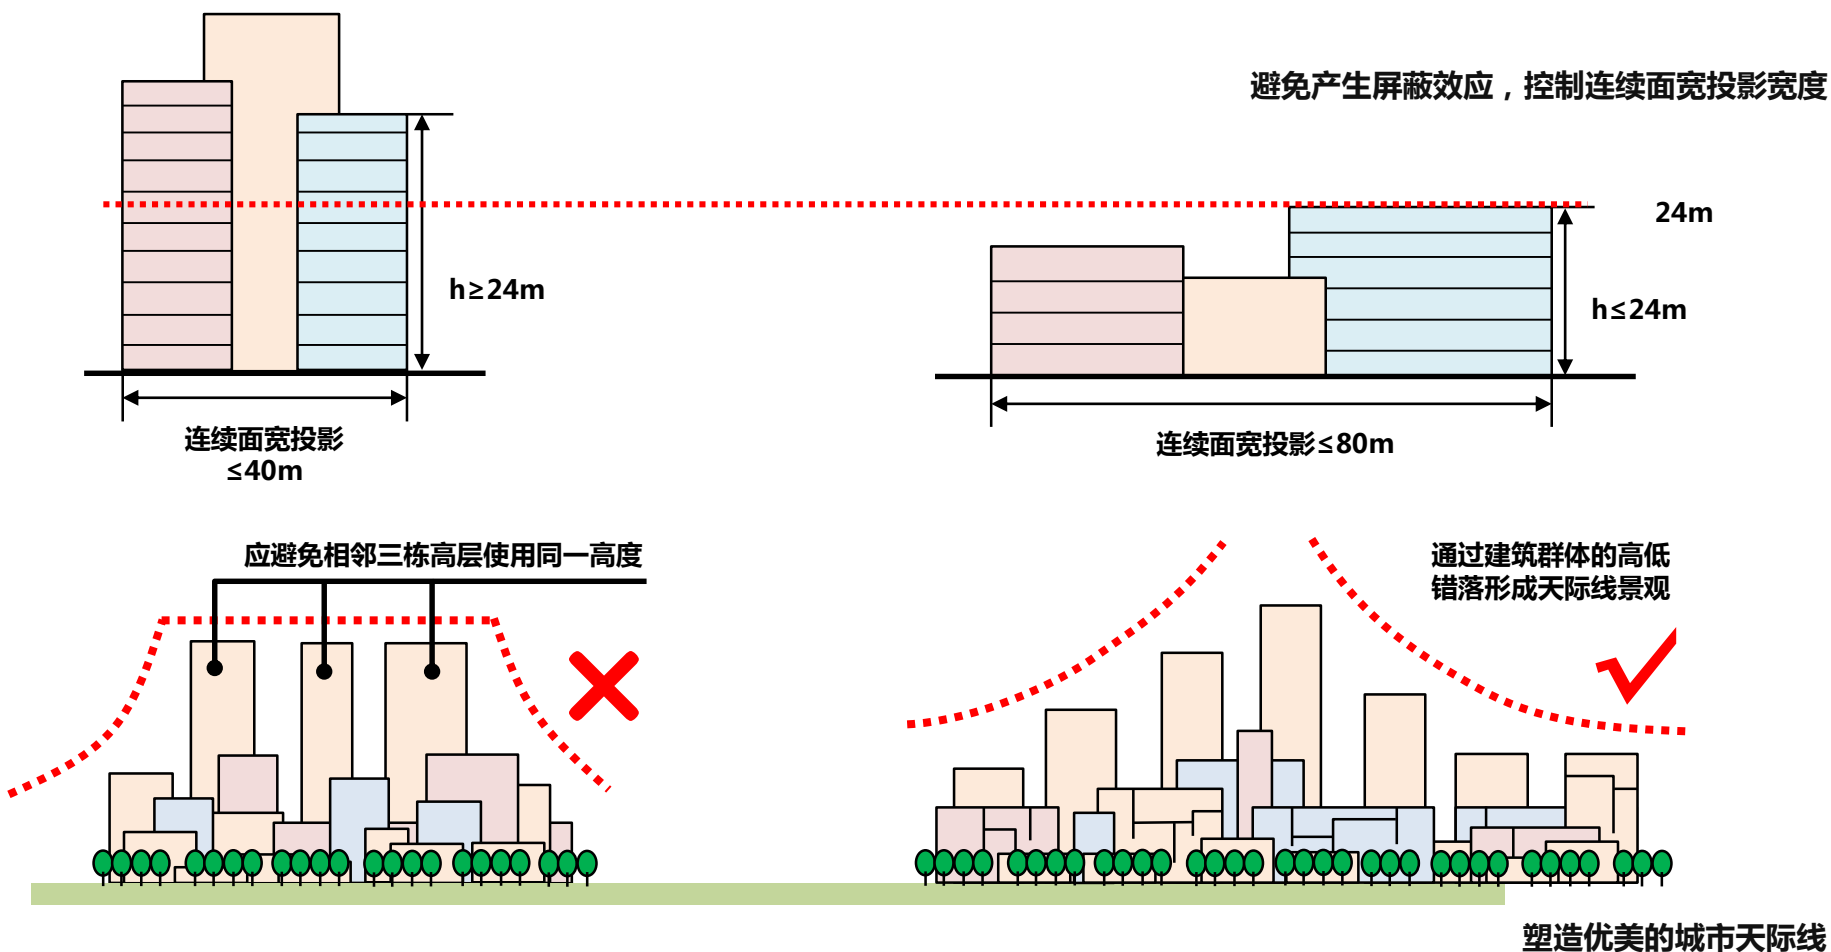 避免产生屏蔽效应，控制连续面宽投影宽度
24m
h≥24m
h≤24m
连续面宽投影
≤40m
连续面宽投影≤80m
应避免相邻三栋高层使用同一高度
通过建筑群体的高低
错落形成天际线景观
塑造优美的城市天际线